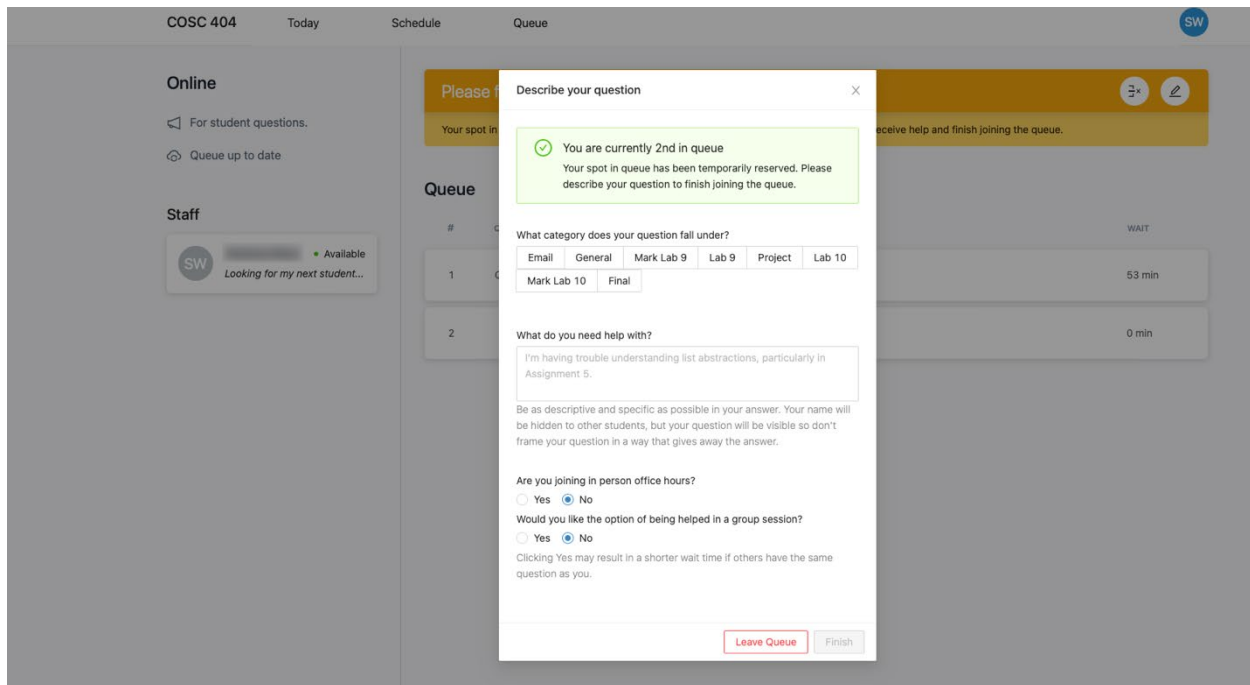 COSC 404 Today Schedule Queue SW
Online
For student questions.
Queue up to date
Staff
SW
Available
Looking for my next student...
Please f
Your spot in
eceive help and finish joining the queue.
Queue
# WAIT
1 53 min
2 0 min
Describe your question
You are currently 2nd in queue
Your spot in queue has been temporarily reserved. Please
describe your question to finish joining the queue.
What category does your question fall under?
Email General Mark Lab 9 Lab 9 Project Lab 10
Mark Lab 10 Final
What do you need help with?
I'm having trouble understanding list abstractions, particularly in
Assignment 5.
Be as descriptive and specific as possible in your answer. Your name will
be hidden to other students, but your question will be visible so don't
frame your question in a way that gives away the answer.
Are you joining in person office hours?
Yes No
Would you like the option of being helped in a group session?
Yes No
Clicking Yes may result in a shorter wait time if others have the same
question as you.
Leave Queue Finish